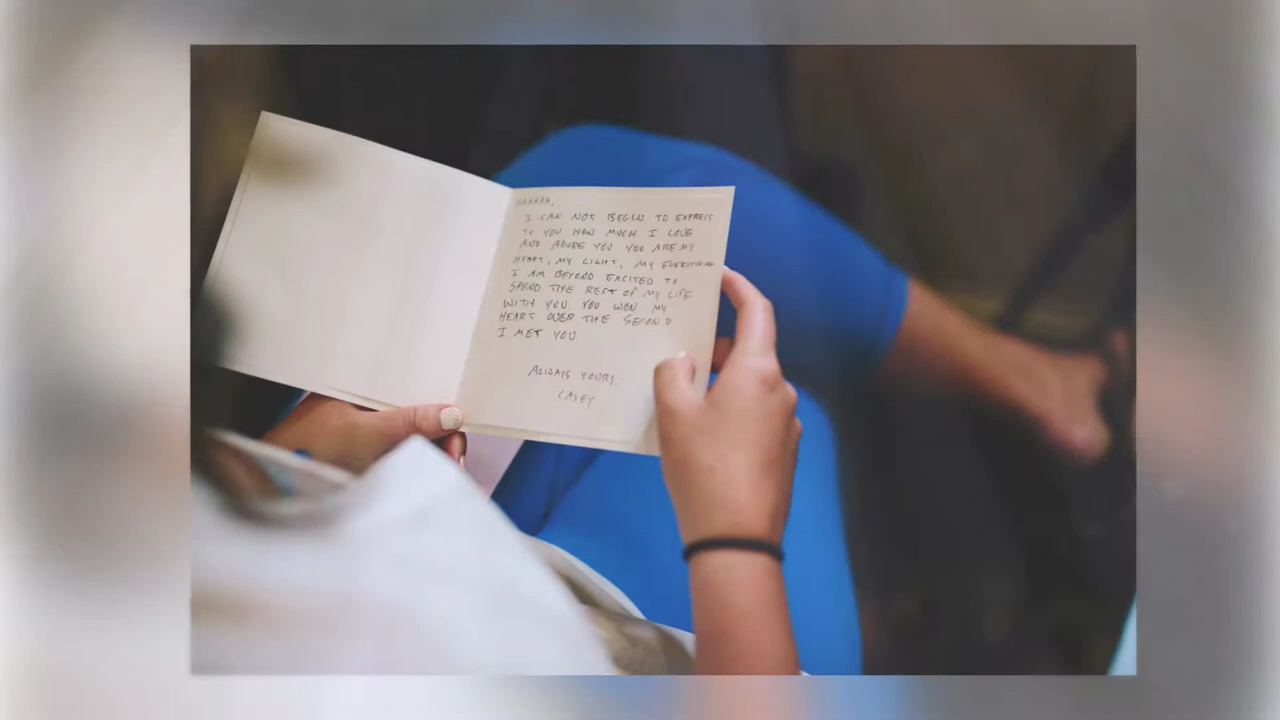 HANNAH,
I CAN NOT BEGIN TO EXPRESS
TO YOU HOW MUCH I LOVE
AND ADORE YOU YOU ARE MY
HEART, MY LIGHT, MY EVERYTHING
I AM BEYOND EXCITED TO
SPEND THE REST OF MY LIFE
WITH YOU. YOU WON MY
HEART OVER THE SECOND
I MET YOU
ALWAYS YOURS,
CASEY